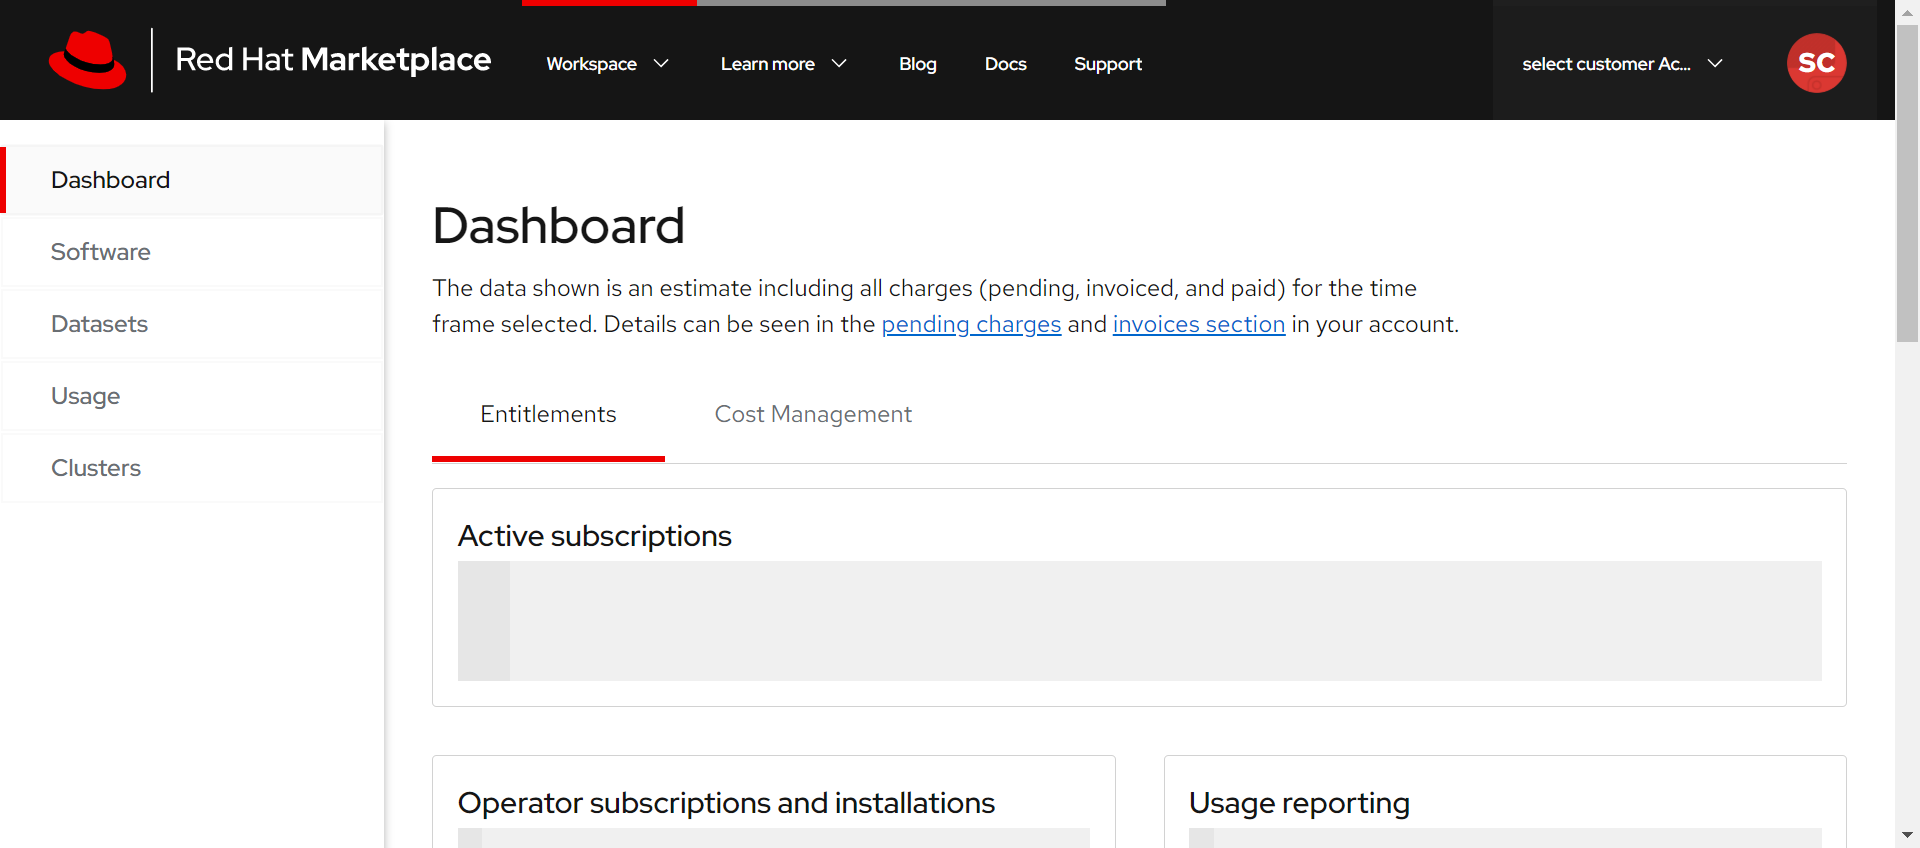 Red Hat Marketplace
Workspace
Learn more
Blog
Docs
Support
select customer Ac...
SC
Dashboard
Software
Datasets
Usage
Clusters
Dashboard
The data shown is an estimate including all charges (pending, invoiced, and paid) for the time
frame selected. Details can be seen in the pending charges and invoices section in your account.
Entitlements
Cost Management
Active subscriptions
Operator subscriptions and installations
Usage reporting